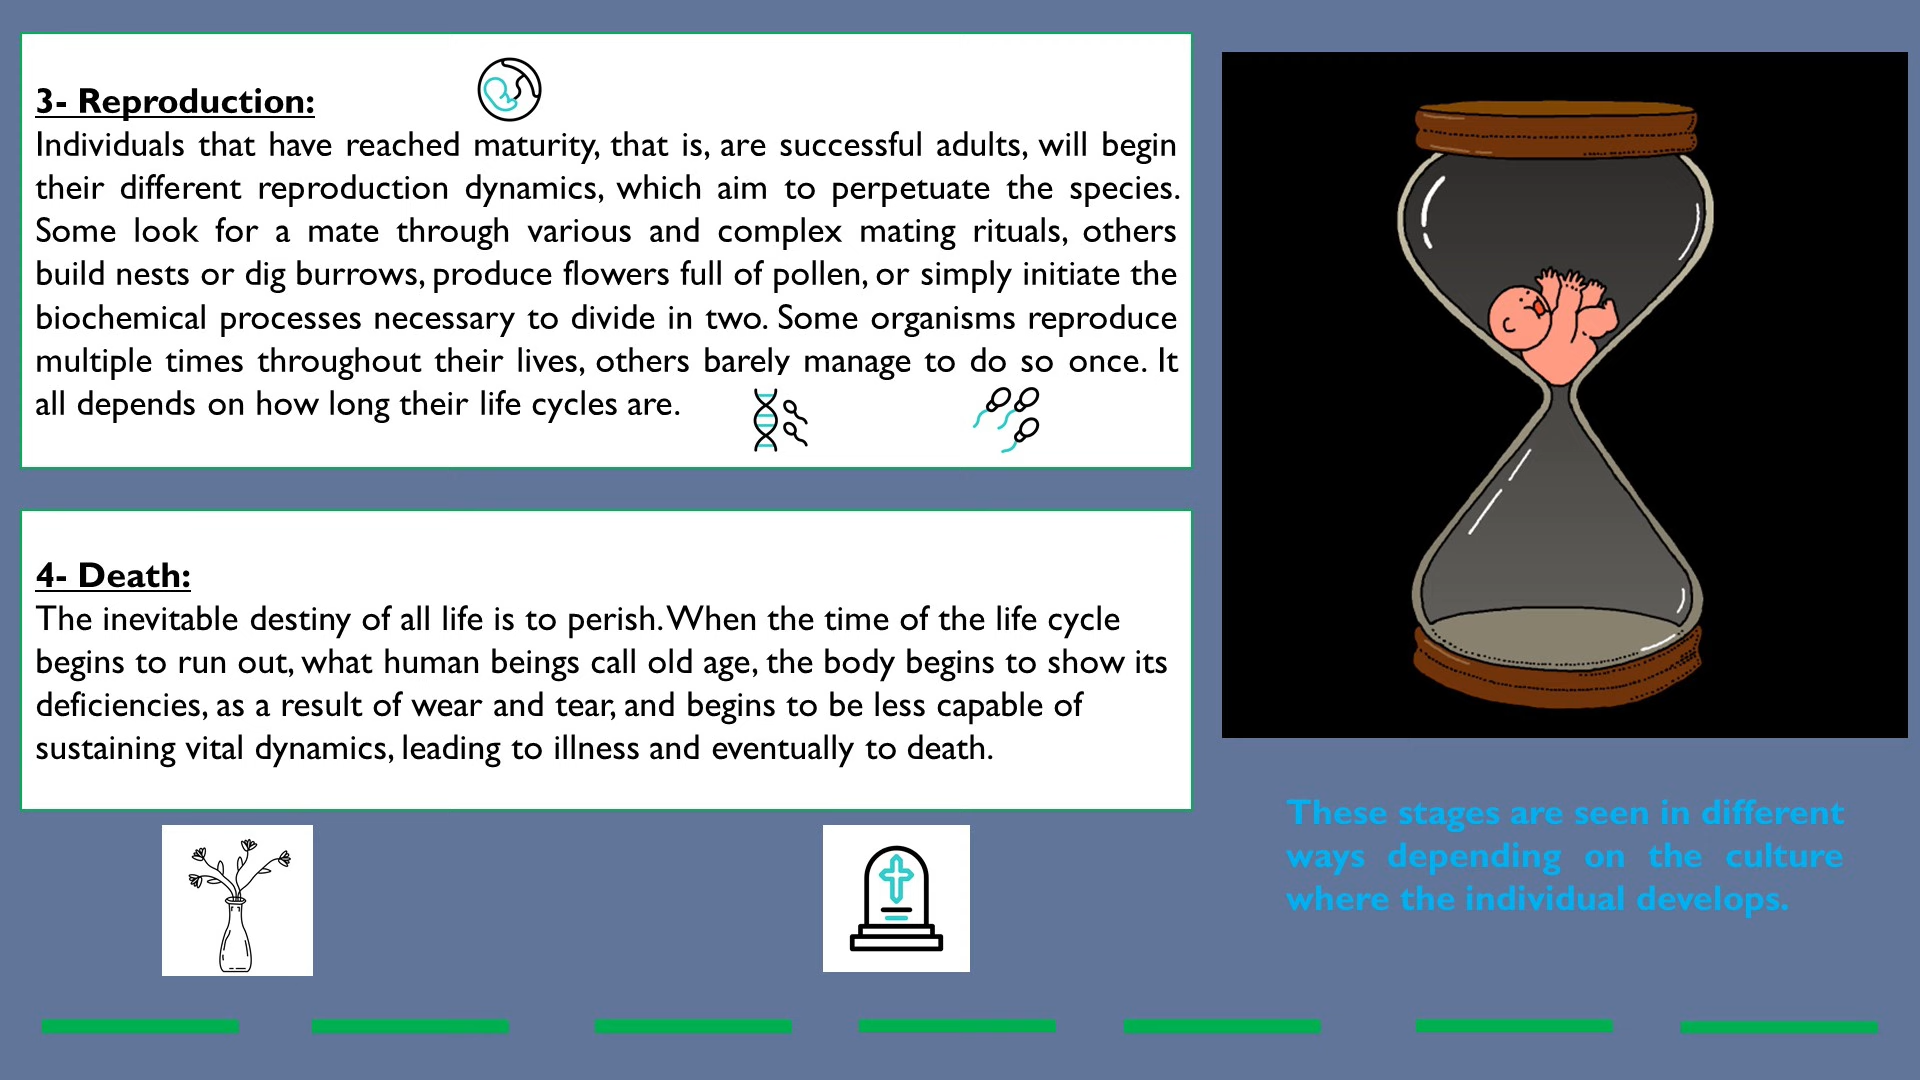 3- Reproduction:
Individuals that have reached maturity, that is, are successful adults, will begin
their different reproduction dynamics, which aim to perpetuate the species.
Some look for a mate through various and complex mating rituals, others
build nests or dig burrows, produce flowers full of pollen, or simply initiate the
biochemical processes necessary to divide in two. Some organisms reproduce
multiple times throughout their lives, others barely manage to do so once. It
all depends on how long their life cycles are.
4- Death:
The inevitable destiny of all life is to perish. When the time of the life cycle
begins to run out, what human beings call old age, the body begins to show its
deficiencies, as a result of wear and tear, and begins to be less capable of
sustaining vital dynamics, leading to illness and eventually to death.
These stages are seen in different
ways depending on the culture
where the individual develops.